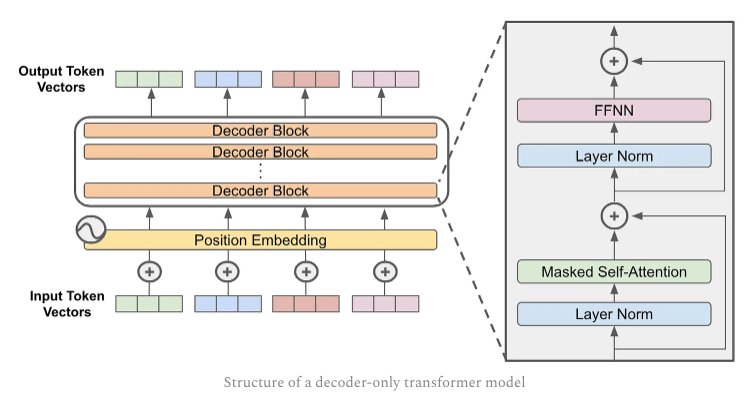 Output Token
Vectors
Decoder Block
Decoder Block
Decoder Block
Position Embedding
Input Token
Vectors
FFNN
Layer Norm
Masked Self-Attention
Layer Norm
Structure of a decoder-only transformer model